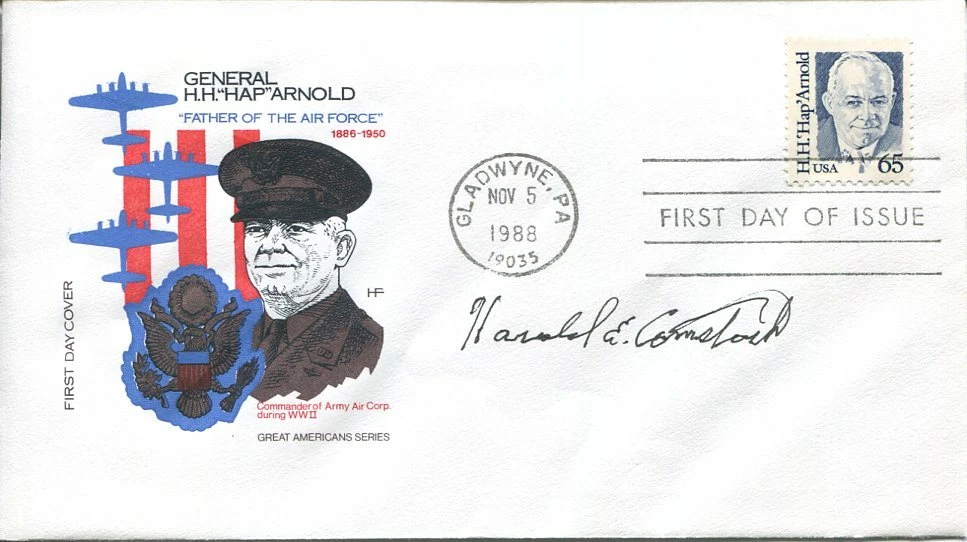 GENERAL
H.H."HAP"ARNOLD
"FATHER OF THE AIR FORCE"
1886-1950
FIRST DAY COVER
HF
Commander of Army Air Corp.
during WWII
GREAT AMERICANS SERIES
GLADWYNE, PA
NOV 5
1988
19035
H.H.'Hap'Arnold
USA 65
FIRST DAY OF ISSUE
Harold E. Comstock